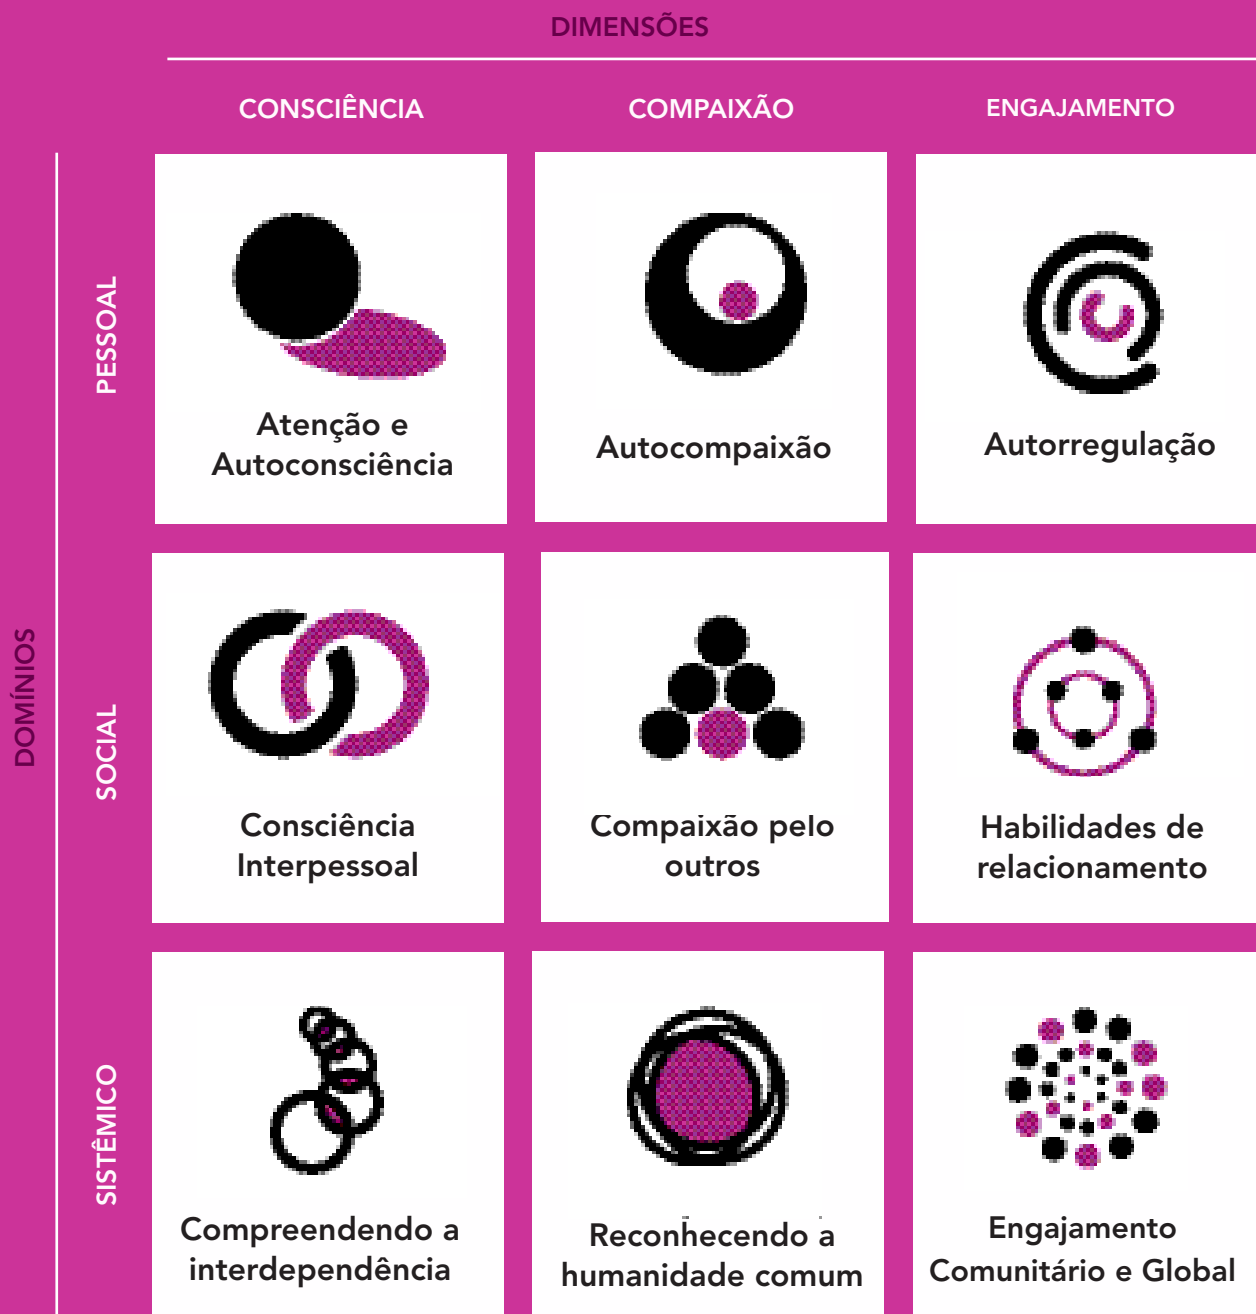 DIMENSÕES
CONSCIÊNCIA
COMPAIXÃO
ENGAJAMENTO
DOMÍNIOS
PESSOAL
Atenção e
Autoconsciência
Autocompaixão
Autorregulação
SOCIAL
Consciência
Interpessoal
Compaixão pelo
outros
Habilidades de
relacionamento
SISTÊMICO
Compreendendo a
interdependência
Reconhecendo a
humanidade comum
Engajamento
Comunitário e Global